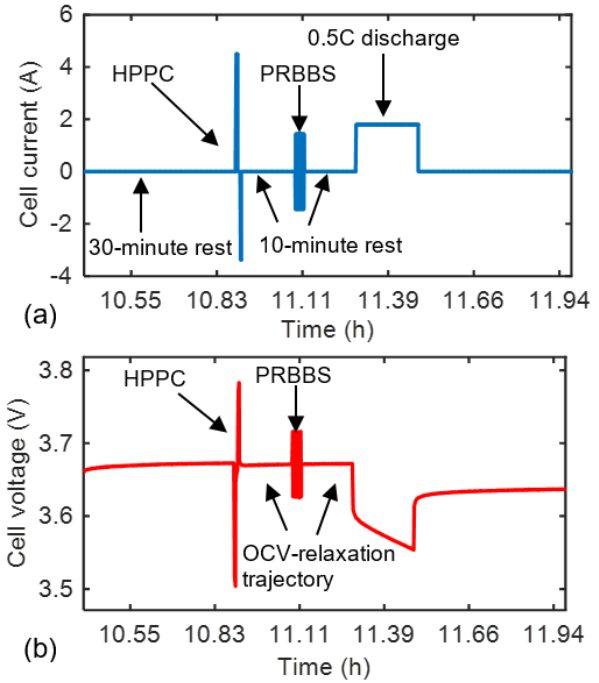 0.5C discharge
6
HPPC
PRBBS
4
2
0
-2
-4
Cell current (A)
30-minute rest
10-minute rest
10.55 10.83 11.11 11.39 11.66 11.94
(a)
Time (h)
3.8
HPPC
PRBBS
3.7
3.6
3.5
Cell voltage (V)
OCV-relaxation
trajectory
10.55 10.83 11.11 11.39 11.66 11.94
(b)
Time (h)